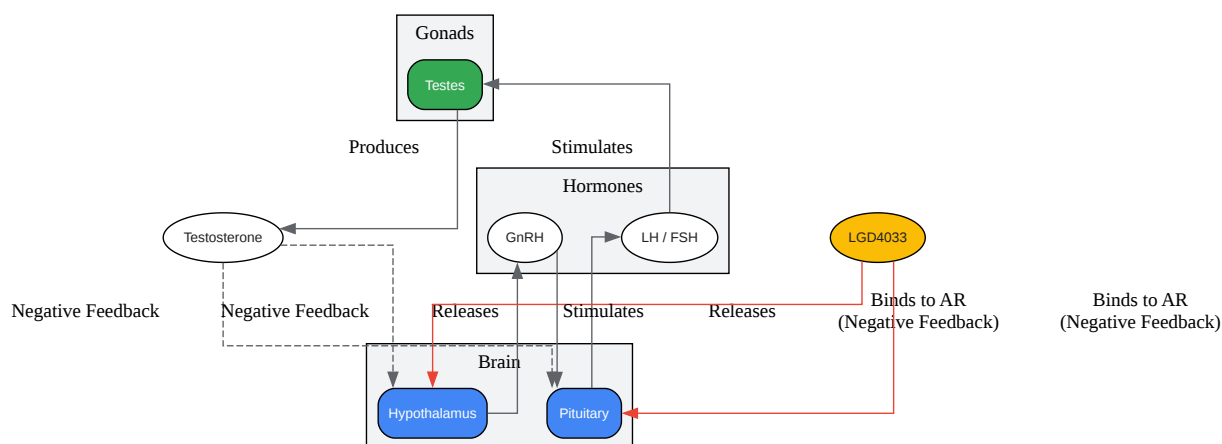 Gonads
Testes
Produces
Stimulates
Hormones
Testosterone
GnRH
LH / FSH
LGD4033
Negative Feedback
Negative Feedback
Releases
Stimulates
Releases
Binds to AR
(Negative Feedback)
Binds to AR
(Negative Feedback)
Brain
Hypothalamus
Pituitary